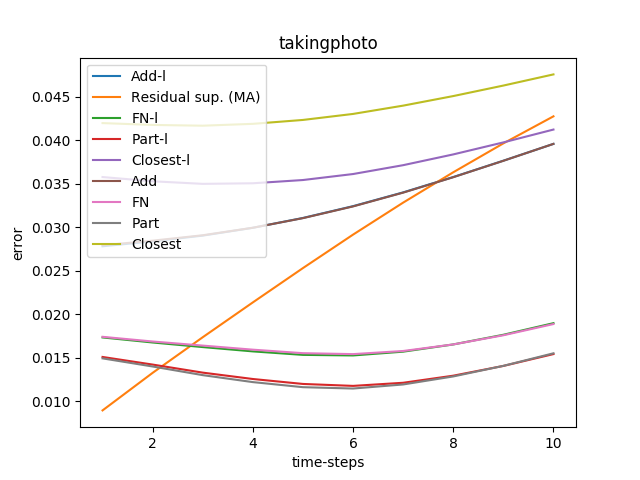 takingphoto
Add-l
Residual sup. (MA)
FN-l
Part-l
Closest-l
Add
FN
Part
Closest
0.045
0.040
0.035
0.030
0.025
0.020
0.015
0.010
error
2 4 6 8 10
time-steps